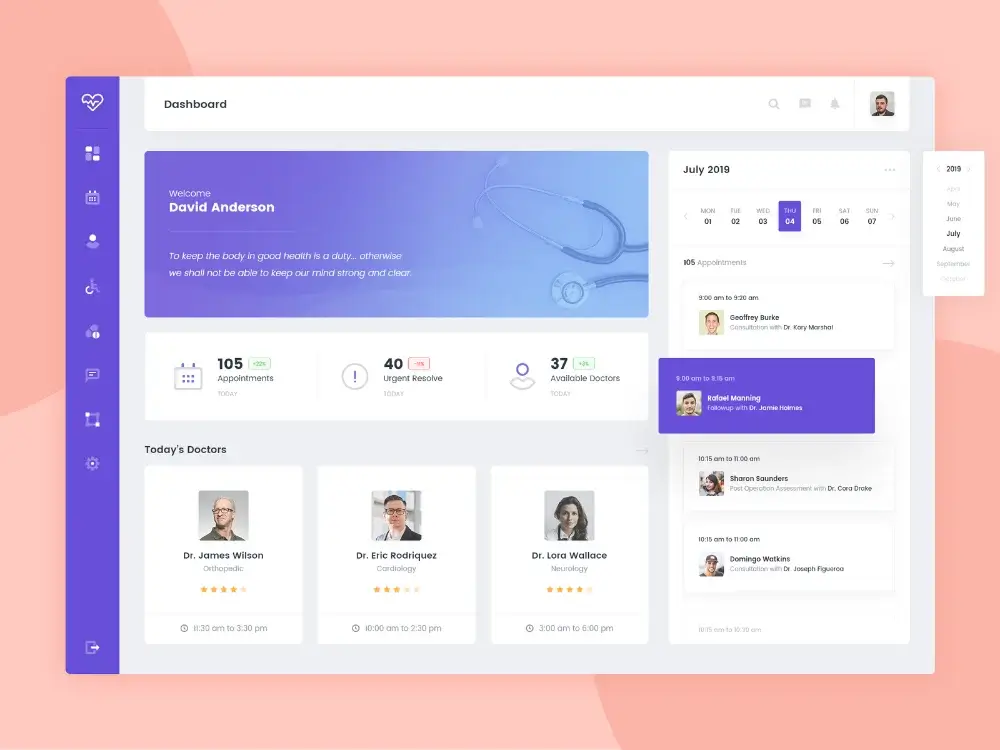 Dashboard
Welcome
David Anderson
To keep the body in good health is a duty... otherwise
we shall not be able to keep our mind strong and clear.
105
Appointments
TODAY
40
Urgent Resolve
TODAY
37
Available Doctors
TODAY
Today's Doctors
Dr. James Wilson
Orthopedic
11:30 am to 3:30 pm
Dr. Eric Rodriquez
Cardiology
10:00 am to 2:30 pm
Dr. Lora Wallace
Neurology
3:00 am to 6:00 pm
July 2019
MON TUE WED THU FRI SAT SUN
01 02 03 04 05 06 07
105 Appointments
9:00 am to 9:20 am
Geoffrey Burke
Consultation with Dr. Kory Marshal
9:00 am to 11.15 am
Rafael Manning
Followup with Dr. Jamie Holmes
10:15 am to 11:00 am
Sharon Saunders
Post Operation Assessment with Dr. Cora Drake
10:15 am to 11:00 am
Domingo Watkins
Consultation with Dr. Joseph Figueroa
10:15 am to 10:30 am
2019
April
May
June
July
August
September
October